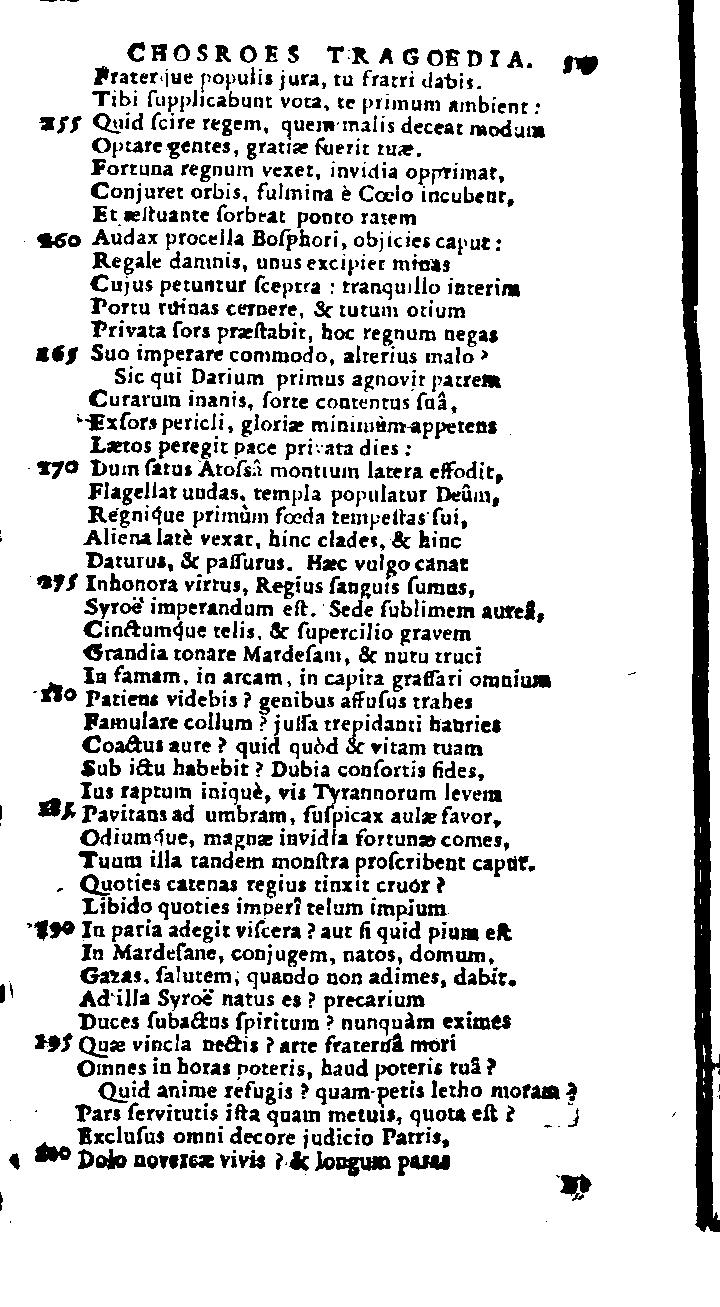 CHOSROES TRAGOEDIA.
Fraterque populis jura, tu fratri dabis.
Tibi ſupplicabunt vota, te primum ambient:
255 Quid ſcire regem, quem malis deceat modum
Optare gentes, gratiæ fuerit tuæ.
Fortuna regnum vexet, invidia opprimat,
Conjuret orbis, fulmina è Cœlo incubent,
Et æſtuante ſorbeat ponto ratem
260 Audax procella Boſphori, objicies caput:
Regale damnis, unus excipiet minas
Cujus petuntur ſceptra: tranquillo interim
Portu ruinas cernere, & tutum otium
Privata ſors præſtabit, hoc regnum negas
265 Suo imperare commodo, alterius malo?
Sic qui Darium primus agnovit patrem
Curarum inanis, ſorte contentus ſuâ,
Exſors pericli, gloriæ minimùm appetens
Lætos peregit pace privata dies:
270 Dum ſatus Atoſsâ montium latera effodit,
Flagellat undas, templa populatur Deûm,
Regniq́ue primùm fœda tempeſtas ſui,
Aliena latè vexat, hinc clades, & hinc
Daturus, & paſſurus. Hæc vulgo canat
275 Inhonora virtus, Regius ſanguis ſumus,
Syroë imperandum eſt. Sede ſublimem aureâ,
Cinctumq́ue telis, & ſupercilio gravem
Grandia tonare Mardeſam, & nutu truci
In famam, in arcam, in capita graſſari omnium
280 Patiens videbis? genibus affuſus trahes
Famulare collum? juſſa trepidanti hauries
Coactus aure? quid quòd & vitam tuam
Sub ictu habebit? Dubia conſortis fides,
Ius raptum iniquè, vis Tyrannorum levem
285 Pavitans ad umbram, ſuſpicax aulæ favor,
Odiumq́ue, magnæ invidia fortunæ comes,
Tuum illa tandem monſtra proſcribent caput.
Quoties catenas regius tinxit cruor?
Libido quoties imperî telum impium
290 In paria adegit viſcera? aut ſi quid pium eſt
In Mardeſane, conjugem, natos, domum,
Gazas, ſalutem, quando non adimes, dabit.
Ad illa Syroë natus es? precarium
Duces ſubactus ſpiritum? nunquàm eximes
295 Quæ vincla nectis? arte fraternâ mori
Omnes in horas poteris, haud poteris tuâ?
Quid anime refugis? quam petis letho moram?
Pars ſervitutis iſta quam metuis, quota eſt?
Excluſus omni decore judicio Patris,
300 Dolo novercæ vivis? & longum paras